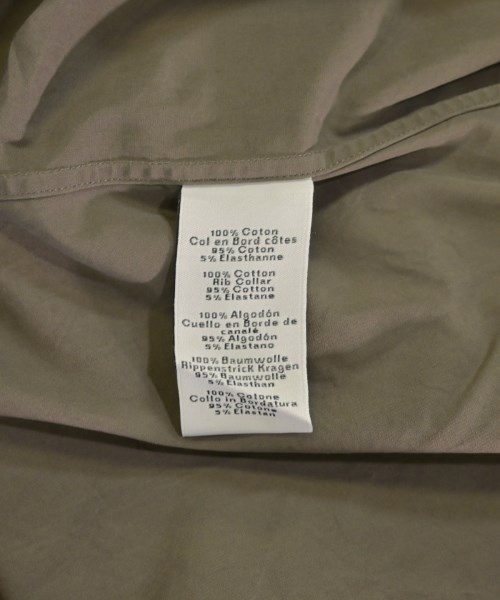 100% Coton
Col en Bord côtes
95% Coton
5% Elasthanne
100% Cotton
Rib Collar
95% Cotton
5% Elastane
100% Algodón
Cuello en Borde de
canalé
95% Algodón
5% Elastano
100% Baumwolle
Rippenstrick Kragen
95% Baumwolle
5% Elasthan
100% Cotone
Collo in Bordatura
95% Cotone
5% Elastan